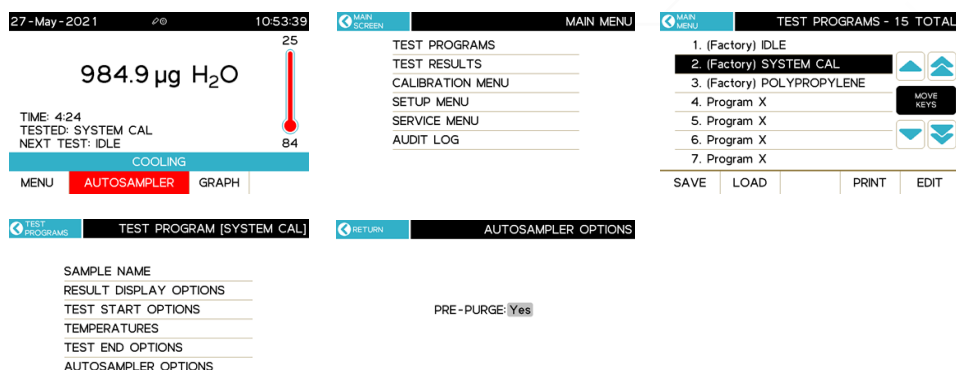 27-May-2021 10:53:39
25
984.9 µg H₂O
TIME: 4:24
TESTED: SYSTEM CAL
NEXT TEST: IDLE
84
COOLING
MENU AUTOSAMPLER GRAPH
MAIN SCREEN MAIN MENU
TEST PROGRAMS
TEST RESULTS
CALIBRATION MENU
SETUP MENU
SERVICE MENU
AUDIT LOG
MAIN MENU TEST PROGRAMS - 15 TOTAL
1. (Factory) IDLE
2. (Factory) SYSTEM CAL
3. (Factory) POLYPROPYLENE
4. Program X
5. Program X
6. Program X
7. Program X
MOVE KEYS
SAVE LOAD PRINT EDIT
TEST PROGRAMS TEST PROGRAM [SYSTEM CAL]
SAMPLE NAME
RESULT DISPLAY OPTIONS
TEST START OPTIONS
TEMPERATURES
TEST END OPTIONS
AUTOSAMPLER OPTIONS
RETURN AUTOSAMPLER OPTIONS
PRE-PURGE: Yes